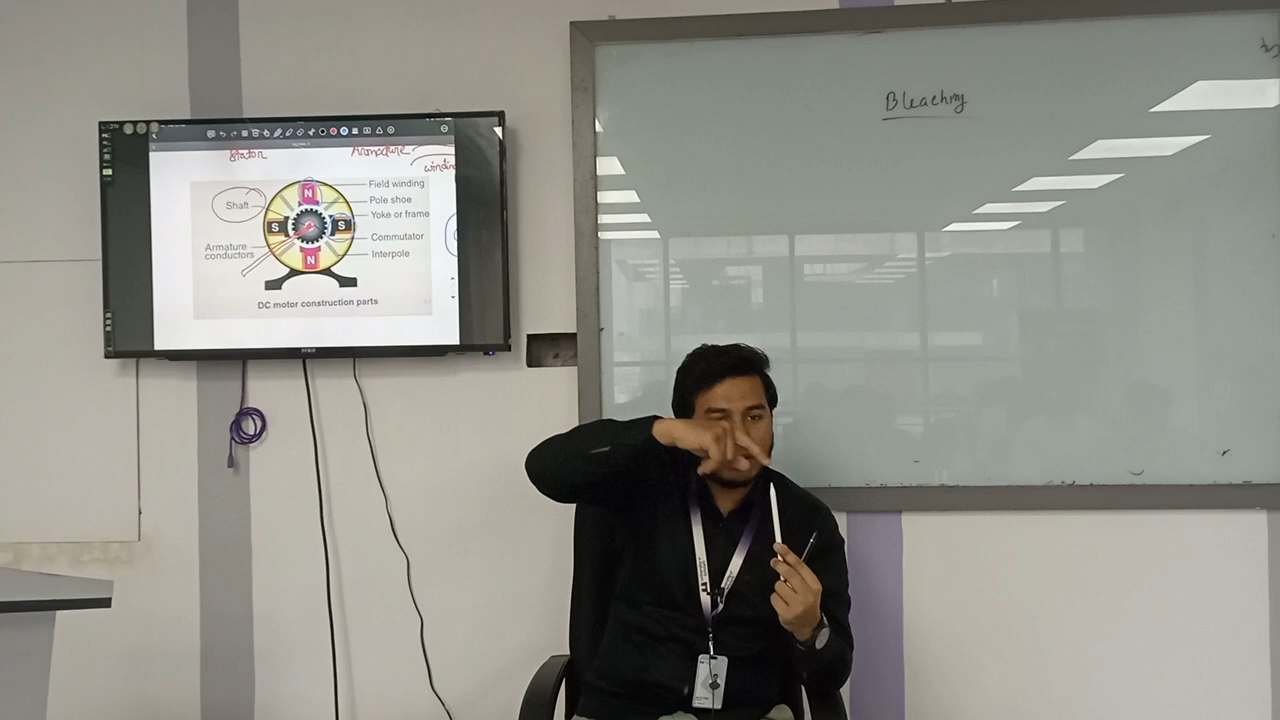 Stator
Armature
winding
Shaft
N
Field winding
Pole shoe
Yoke or frame
S
S
Commutator
Armature
conductors
N
Interpole
DC motor construction parts
Bleaching